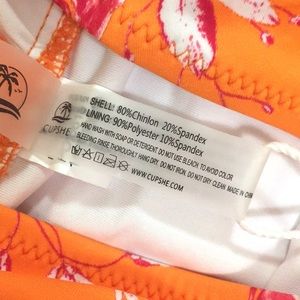 CUPSHE
SHELL: 80%Chinlon 20%Spandex
LINING: 90%Polyester 10%Spandex
HAND WASH WITH SOAP OR DETERGENT. DO NOT USE BLEACH TO AVOID COLOR
BLEEDING RINSE THOROUGHLY. HANG DRY. DO NOT IRON. DO NOT DRY CLEAN. MADE IN CHINA
WWW.CUPSHE.COM